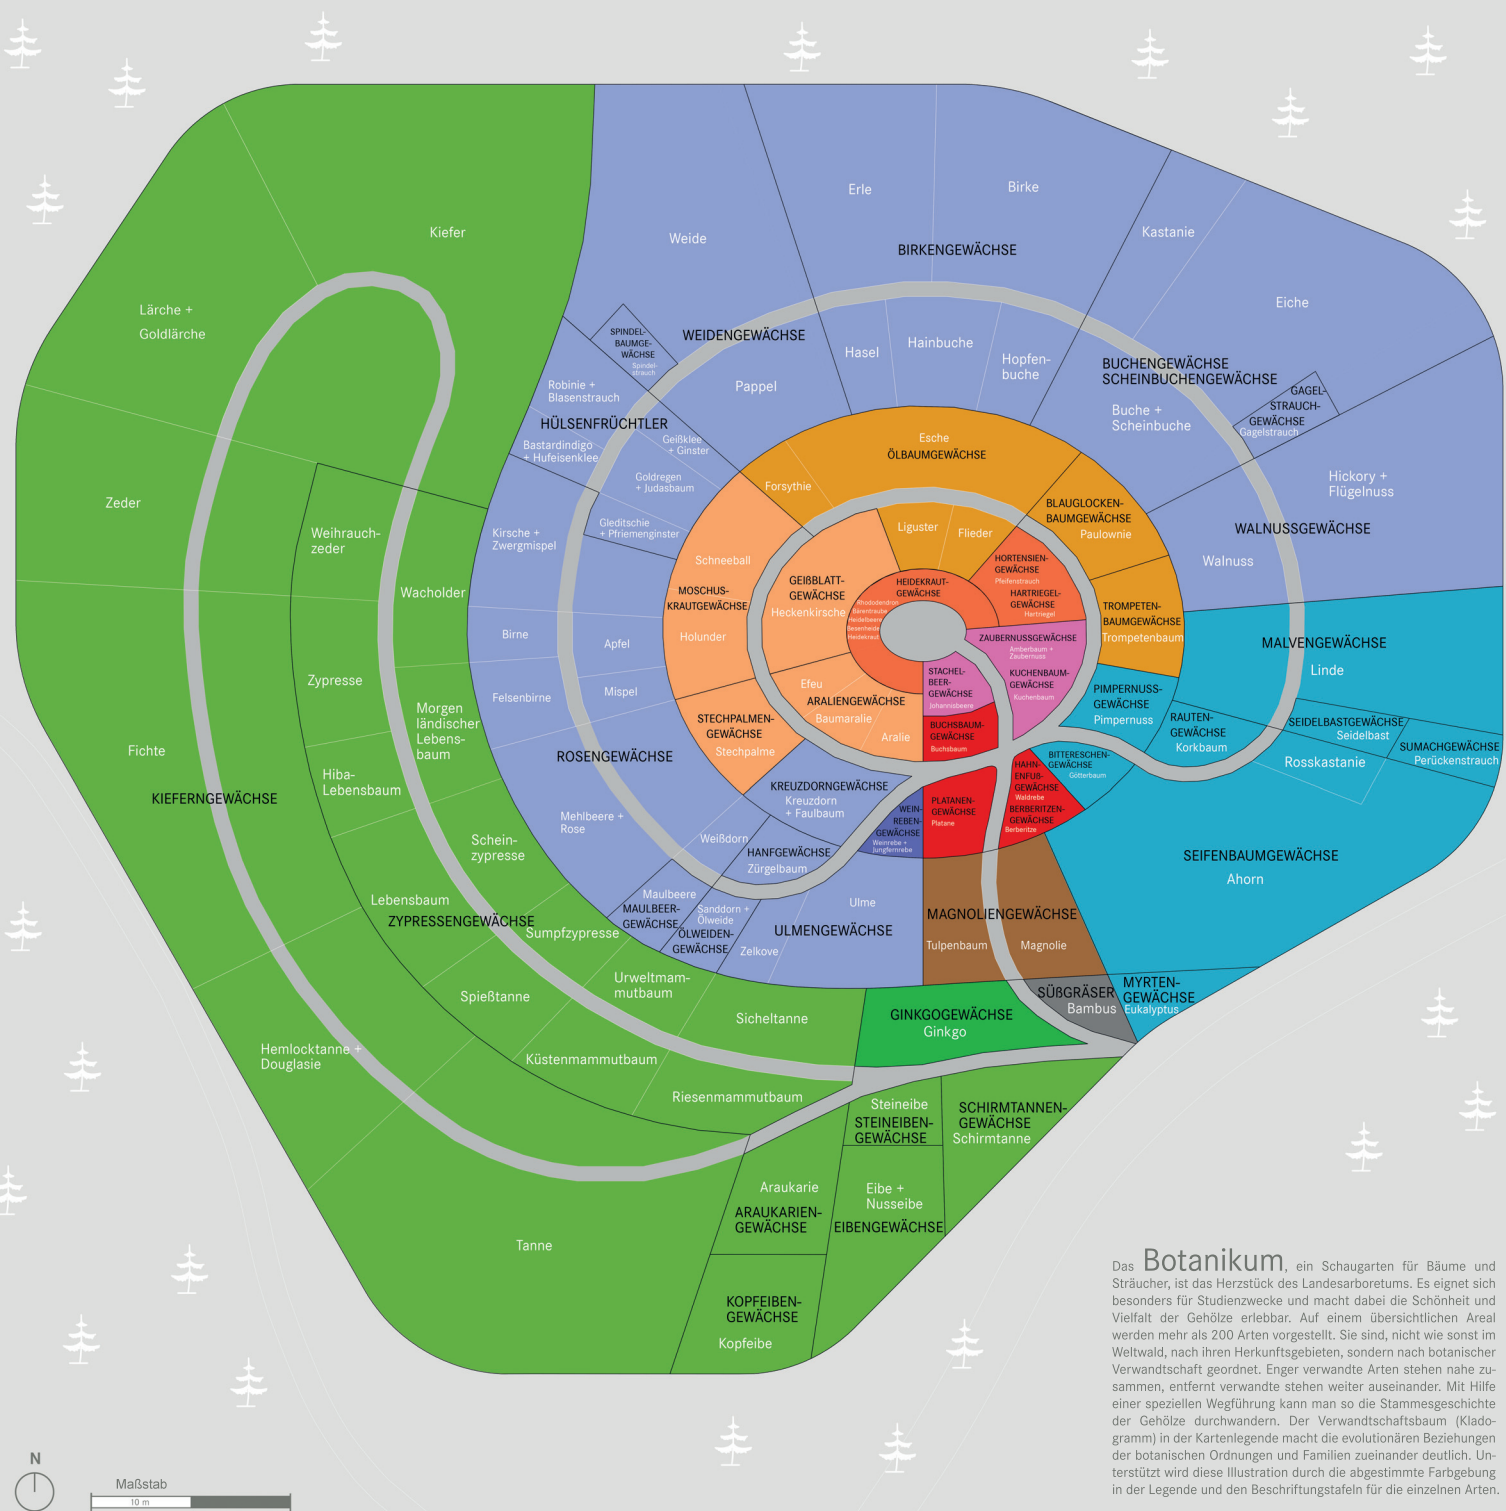 Kiefer
Lärche +
Goldlärche
Zeder
Fichte
KIEFERNGEWÄCHSE
Hemlocktanne +
Douglasie
Tanne
Weihrauch-
zeder
Wacholder
Zypresse
Morgen
ländischer
Lebens-
baum
Hiba-
Lebensbaum
Schein-
zypresse
Lebensbaum
ZYPRESSENGEWÄCHSE
Sumpfzypresse
Spießtanne
Urweltmam-
mutbaum
Sicheltanne
Küstenmammutbaum
Riesenmammutbaum
Weide
SPINDEL-
BAUMGE-
WÄCHSE
Spindel-
strauch
WEIDENGEWÄCHSE
Pappel
Erle
Birke
BIRKENGEWÄCHSE
Hasel
Hainbuche
Hopfen-
buche
Kastanie
Eiche
BUCHENGEWÄCHSE
SCHEINBUCHENGEWÄCHSE
Buche +
Scheinbuche
GAGEL-
STRAUCH-
GEWÄCHSE
Gagelstrauch
Hickory +
Flügelnuss
WALNUSSGEWÄCHSE
Walnuss
Robinie +
Blasenstrauch
HÜLSENFRÜCHTLER
Bastardindigo
+ Hufeisenklee
Geißklee
+ Ginster
Goldregen
+ Judasbaum
Gleditschie
+ Pfriemenginster
Kirsche +
Zwergmispel
Birne
Apfel
Felsenbirne
Mispel
ROSENGEWÄCHSE
Mehlbeere +
Rose
Weißdorn
Maulbeere
MAULBEER-
GEWÄCHSE
Sanddorn +
Ölweide
ÖLWEIDEN-
GEWÄCHSE
KREUZDORNGEWÄCHSE
Kreuzdorn
+ Faulbaum
HANFGEWÄCHSE
Zürgelbaum
Ulme
ULMENGEWÄCHSE
Zelkove
WEIN-
REBEN-
GEWÄCHSE
Weinrebe +
Jungfernrebe
Esche
ÖLBAUMGEWÄCHSE
Forsythie
Liguster
Flieder
BLAUGLOCKEN-
BAUMGEWÄCHSE
Paulownie
TROMPETEN-
BAUMGEWÄCHSE
Trompetenbaum
Schneeball
MOSCHUS-
KRAUTGEWÄCHSE
Holunder
GEIßBLATT-
GEWÄCHSE
Heckenkirsche
STECHPALMEN-
GEWÄCHSE
Stechpalme
Efeu
ARALIENGEWÄCHSE
Baumaralie
Aralie
HEIDEKRAUT-
GEWÄCHSE
Rhododendron
Bärentraube
Heidelbeere
Besenheide
Heidekraut
HORTENSIEN-
GEWÄCHSE
Pfeifenstrauch
HARTRIEGEL-
GEWÄCHSE
Hartriegel
ZAUBERNUSSGEWÄCHSE
Amberbaum +
Zaubernuss
KUCHENBAUM-
GEWÄCHSE
Kuchenbaum
STACHEL-
BEER-
GEWÄCHSE
Johannisbeere
BUCHSBAUM-
GEWÄCHSE
Buchsbaum
PLATANEN-
GEWÄCHSE
Platane
HAHN-
ENFUß-
GEWÄCHSE
Waldrebe
BERBERITZEN-
GEWÄCHSE
Berberitze
BITTERESCHEN-
GEWÄCHSE
Götterbaum
PIMPERNUSS-
GEWÄCHSE
Pimpernuss
RAUTEN-
GEWÄCHSE
Korkbaum
MALVENGEWÄCHSE
Linde
SEIDELBASTGEWÄCHSE
Seidelbast
SUMACHGEWÄCHSE
Perückenstrauch
Rosskastanie
SEIFENBAUMGEWÄCHSE
Ahorn
MAGNOLIENGEWÄCHSE
Tulpenbaum
Magnolie
MYRTEN-
GEWÄCHSE
Eukalyptus
SÜßGRÄSER
Bambus
GINKGOGEWÄCHSE
Ginkgo
Steineibe
STEINEIBEN-
GEWÄCHSE
SCHIRMTANNEN-
GEWÄCHSE
Schirmtanne
Araukarie
ARAUKARIEN-
GEWÄCHSE
Eibe +
Nusseibe
EIBENGEWÄCHSE
KOPFEIBEN-
GEWÄCHSE
Kopfeibe
Das Botanikum, ein Schaugarten für Bäume und
Sträucher, ist das Herzstück des Landesarboretums. Es eignet sich
besonders für Studienzwecke und macht dabei die Schönheit und
Vielfalt der Gehölze erlebbar. Auf einem übersichtlichen Areal
werden mehr als 200 Arten vorgestellt. Sie sind, nicht wie sonst im
Weltwald, nach ihren Herkunftsgebieten, sondern nach botanischer
Verwandtschaft geordnet. Enger verwandte Arten stehen nahe zu-
sammen, entfernt verwandte stehen weiter auseinander. Mit Hilfe
einer speziellen Wegführung kann man so die Stammesgeschichte
der Gehölze durchwandern. Der Verwandtschaftsbaum (Klado-
gramm) in der Kartenlegende macht die evolutionären Beziehungen
der botanischen Ordnungen und Familien zueinander deutlich. Un-
terstützt wird diese Illustration durch die abgestimmte Farbgebung
in der Legende und den Beschriftungstafeln für die einzelnen Arten.
N
Maßstab
10 m